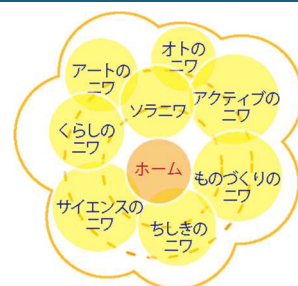 オトの
ニワ
アートの
ニワ
ソラニワ
アクティブの
ニワ
くらしの
ニワ
ホーム
ものづくりの
ニワ
サイエンスの
ニワ
ちしきの
ニワ